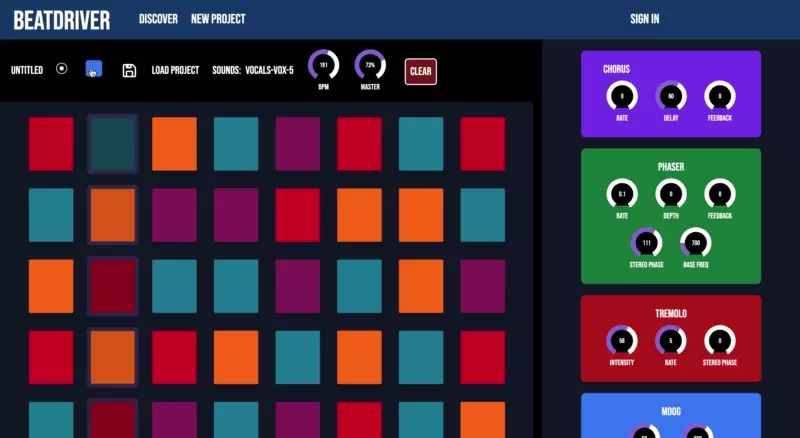 BEATDRIVER
DISCOVER
NEW PROJECT
SIGN IN
UNTITLED
LOAD PROJECT
SOUNDS: VOCALS-VOX-5
101
BPM
73%
MASTER
CLEAR
CHORUS
0
RATE
60
DELAY
0
FEEDBACK
PHASER
0.1
RATE
0
DEPTH
0
FEEDBACK
111
STEREO PHASE
700
BASE FREQ
TREMOLO
58
INTENSITY
5
RATE
0
STEREO PHASE
MOOG